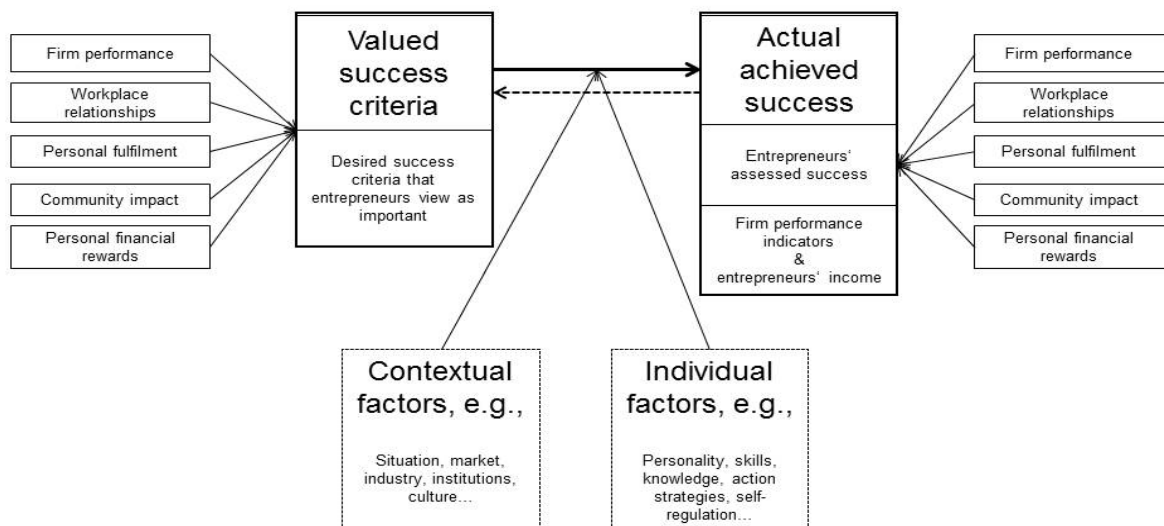 Firm performance
Workplace
relationships
Personal fulfilment
Community impact
Personal financial
rewards
Valued
success
criteria
Desired success
criteria that
entrepreneurs view as
important
Actual
achieved
success
Entrepreneurs‘
assessed success
Firm performance
indicators
&
entrepreneurs‘ income
Firm performance
Workplace
relationships
Personal fulfilment
Community impact
Personal financial
rewards
Contextual
factors, e.g.,
Situation, market,
industry, institutions,
culture…
Individual
factors, e.g.,
Personality, skills,
knowledge, action
strategies, self-
regulation…